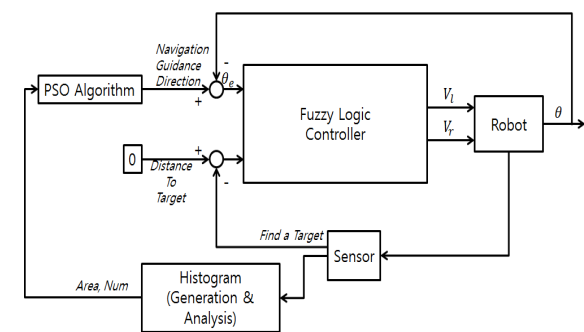 Navigation
Guidance
Direction
-
θe
+
PSO Algorithm
Fuzzy Logic
Controller
Vl
Vr
Robot
θ
0
+
Distance
To
Target
-
Find a Target
Sensor
Area, Num
Histogram
(Generation &
Analysis)